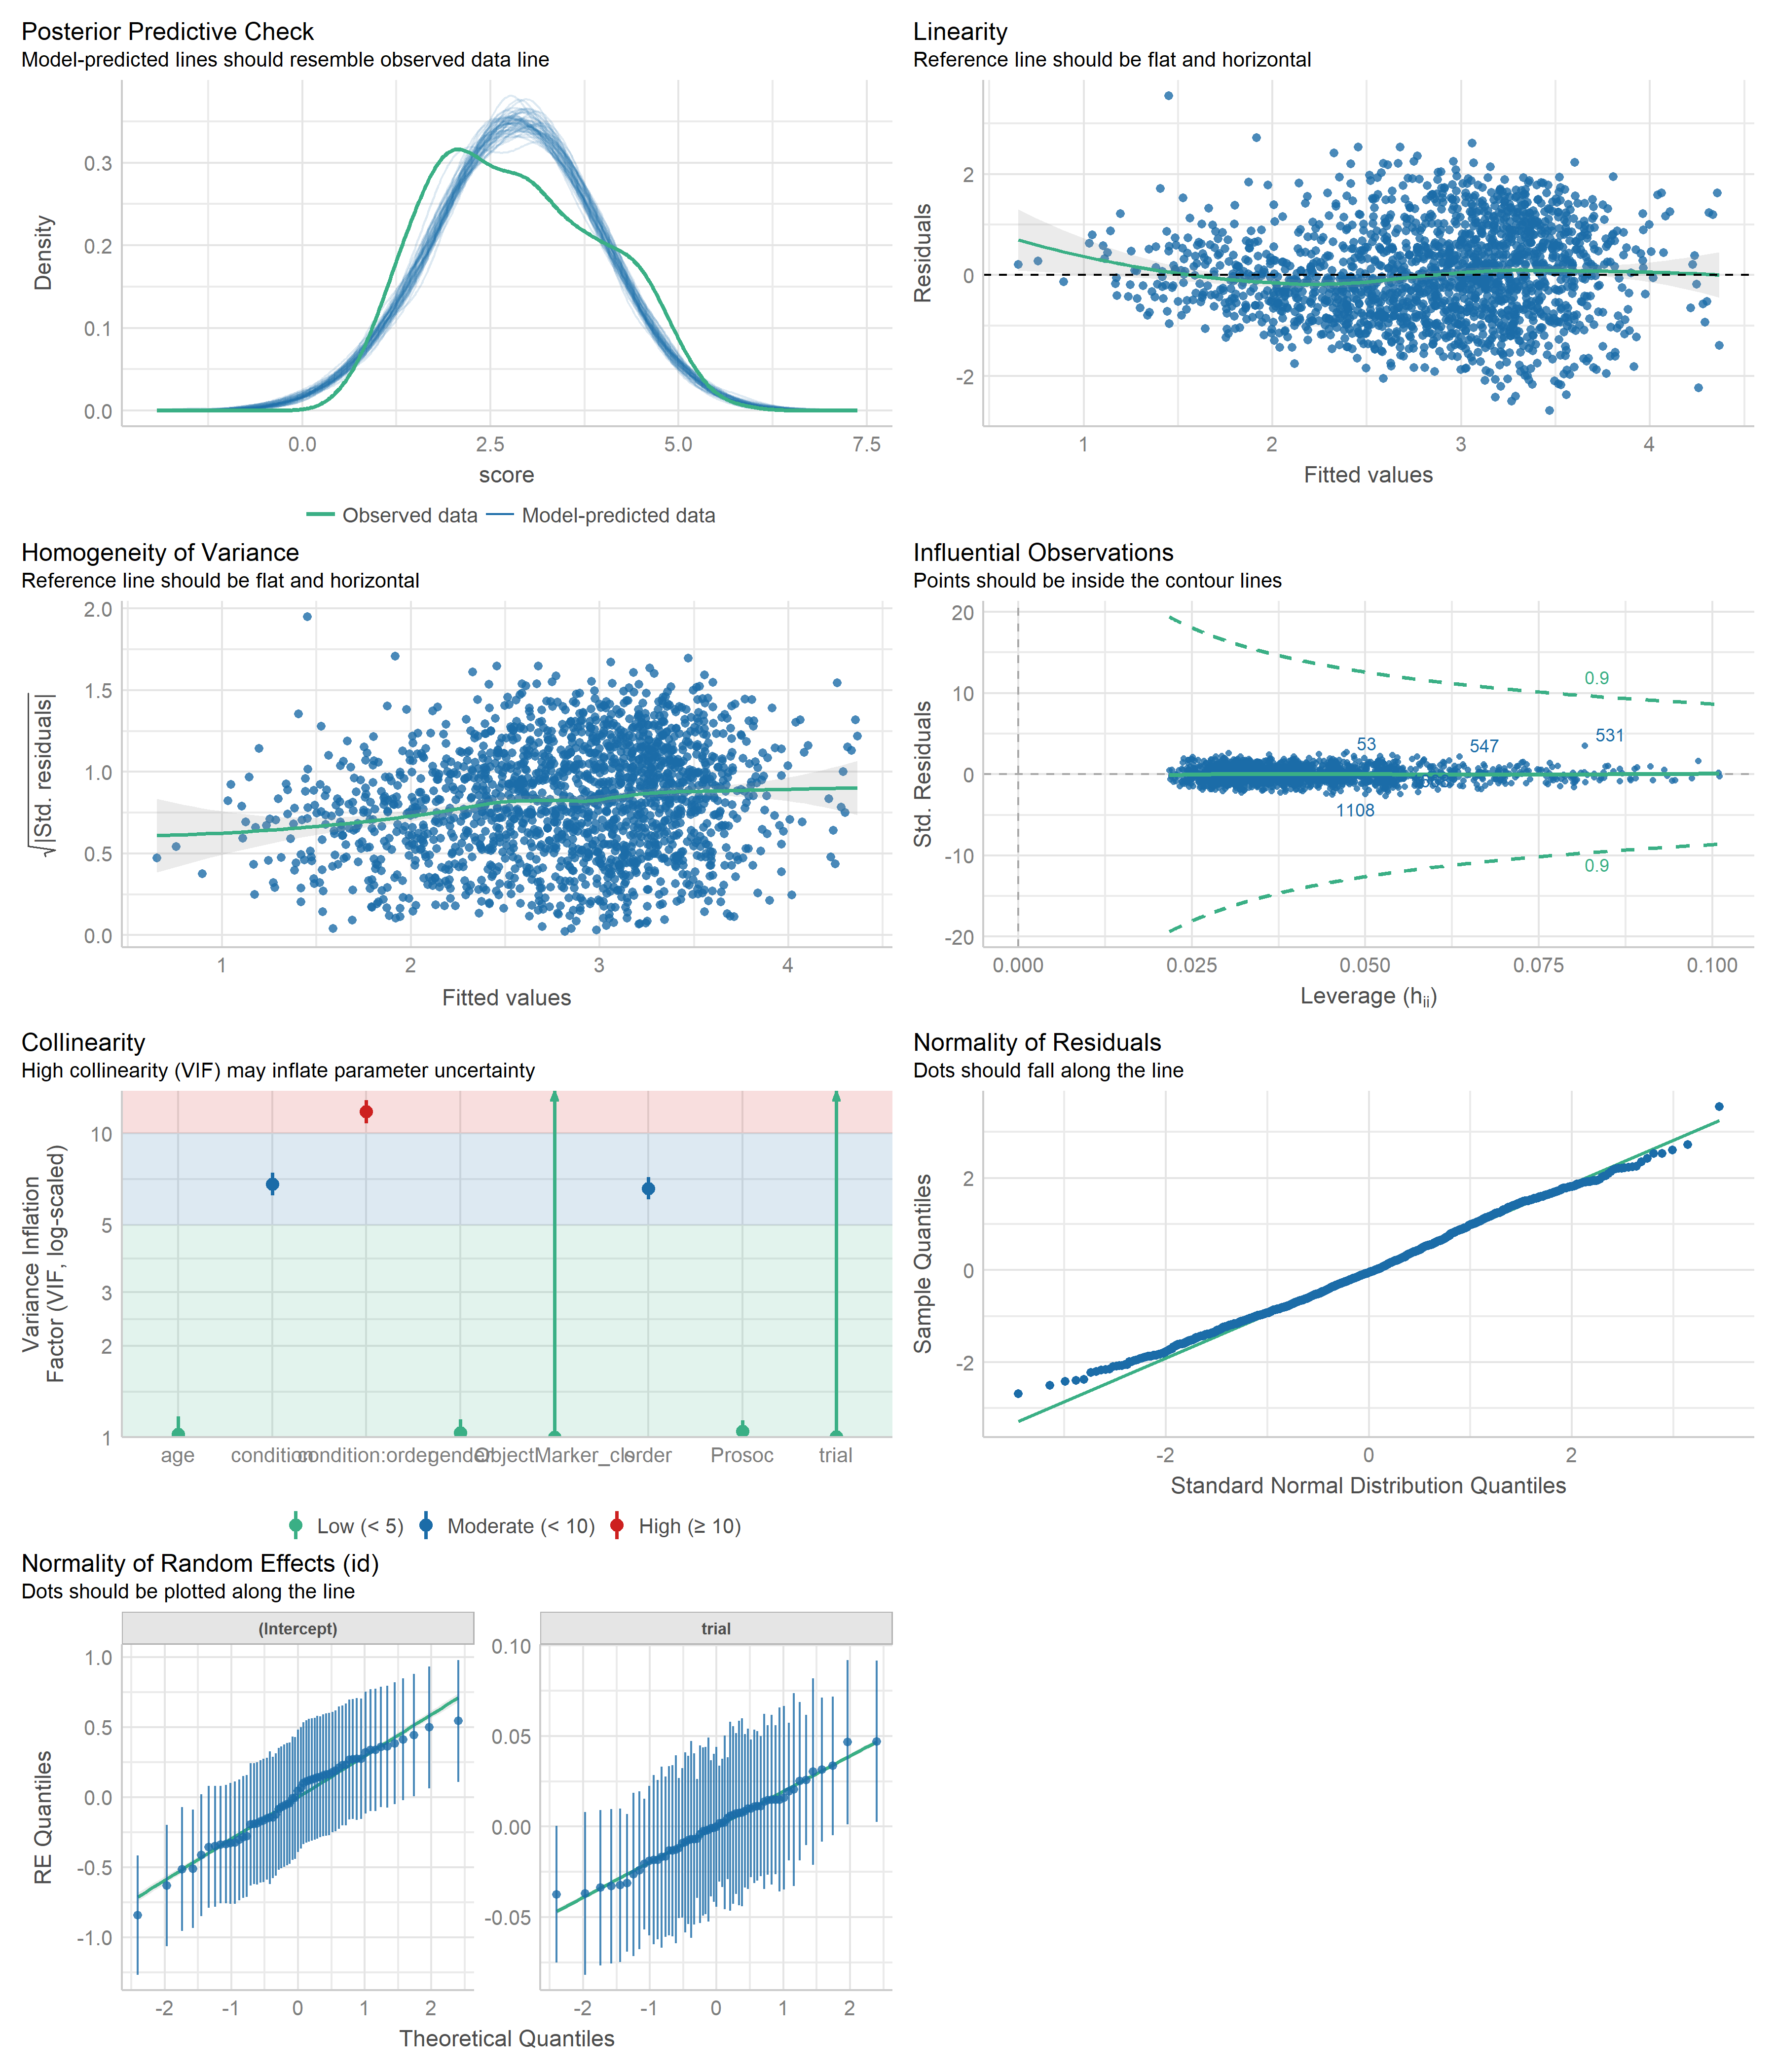 Posterior Predictive Check
Model-predicted lines should resemble observed data line
Density
0.3
0.2
0.1
0.0
0.0 2.5 5.0 7.5
score
Observed data Model-predicted data
Linearity
Reference line should be flat and horizontal
Residuals
2
0
-2
1 2 3 4
Fitted values
Homogeneity of Variance
Reference line should be flat and horizontal
√|Std. residuals|
2.0
1.5
1.0
0.5
0.0
1 2 3 4
Fitted values
Influential Observations
Points should be inside the contour lines
Std. Residuals
20
10
0
-10
-20
0.9
53
547
531
1108
0.9
0.000 0.025 0.050 0.075 0.100
Leverage (hii)
Collinearity
High collinearity (VIF) may inflate parameter uncertainty
Variance Inflation
Factor (VIF, log-scaled)
10
5
3
2
1
age condition condition:order gender ObjectMarker_cls order Prosoc trial
Low (< 5) Moderate (< 10) High (≥ 10)
Normality of Residuals
Dots should fall along the line
Sample Quantiles
2
0
-2
-2 0 2
Standard Normal Distribution Quantiles
Normality of Random Effects (id)
Dots should be plotted along the line
(Intercept)
RE Quantiles
1.0
0.5
0.0
-0.5
-1.0
-2 -1 0 1 2
trial
0.10
0.05
0.00
-0.05
-2 -1 0 1 2
Theoretical Quantiles